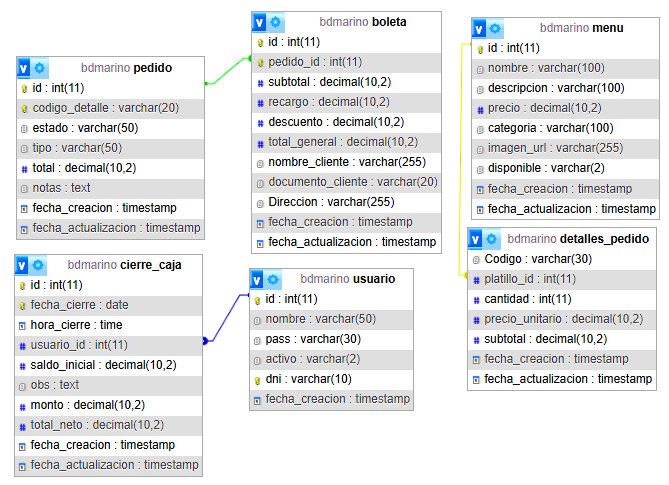 bdmarino pedido
id : int(11)
codigo_detalle : varchar(20)
estado : varchar(50)
tipo : varchar(50)
total : decimal(10,2)
notas : text
fecha_creacion : timestamp
fecha_actualizacion : timestamp
v bdmarino boleta
id : int(11)
pedido_id : int(11)
subtotal : decimal(10,2)
recargo : decimal(10,2)
descuento : decimal(10,2)
total_general : decimal(10,2)
nombre_cliente : varchar(255)
documento_cliente : varchar(20)
Direccion : varchar(255)
fecha_creacion : timestamp
fecha_actualizacion : timestamp
v bdmarino menu
id : int(11)
nombre : varchar(100)
descripcion : varchar(100)
precio : decimal(10,2)
categoria : varchar(100)
imagen_url : varchar(255)
disponible : varchar(2)
fecha_creacion : timestamp
fecha_actualizacion : timestamp
v bdmarino cierre_caja
id : int(11)
fecha_cierre : date
hora_cierre : time
usuario_id : int(11)
saldo_inicial : decimal(10,2)
obs : text
monto : decimal(10,2)
total_neto : decimal(10,2)
fecha_creacion : timestamp
fecha_actualizacion : timestamp
v bdmarino usuario
id : int(11)
nombre : varchar(50)
pass : varchar(30)
activo : varchar(2)
dni : varchar(10)
fecha_creacion : timestamp
v bdmarino detalles_pedido
Codigo : varchar(30)
platillo_id : int(11)
cantidad : int(11)
precio_unitario : decimal(10,2)
subtotal : decimal(10,2)
fecha_creacion : timestamp
fecha_actualizacion : timestamp